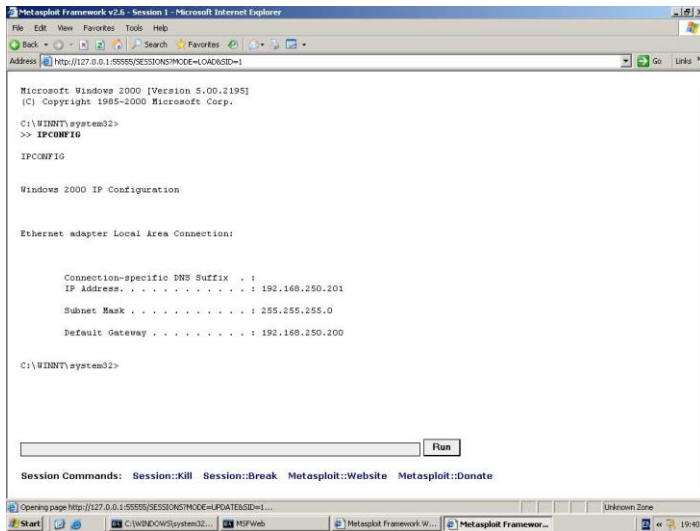 Metasploit Framework v2.6 - Session 1 - Microsoft Internet Explorer
File Edit View Favorites Tools Help
Back Search Favorites
Address http://127.0.0.1:55555/SESSIONS?MODE=LOAD&SID=1 Go Links
Microsoft Windows 2000 [Version 5.00.2195]
(C) Copyright 1985-2000 Microsoft Corp.
C:\WINNT\system32>
>> IPCONFIG
IPCONFIG
Windows 2000 IP Configuration
Ethernet adapter Local Area Connection:
Connection-specific DNS Suffix . :
IP Address. . . . . . . . . . . . : 192.168.250.201
Subnet Mask . . . . . . . . . . . : 255.255.255.0
Default Gateway . . . . . . . . . : 192.168.250.200
C:\WINNT\system32>
Run
Session Commands: Session::Kill Session::Break Metasploit::Website Metasploit::Donate
Opening page http://127.0.0.1:55555/SESSIONS?MODE=UPDATE&SID=1... Unknown Zone
Start C:\WINDOWS\system32... MSFWeb Metasploit Framework W... Metasploit Framewor...